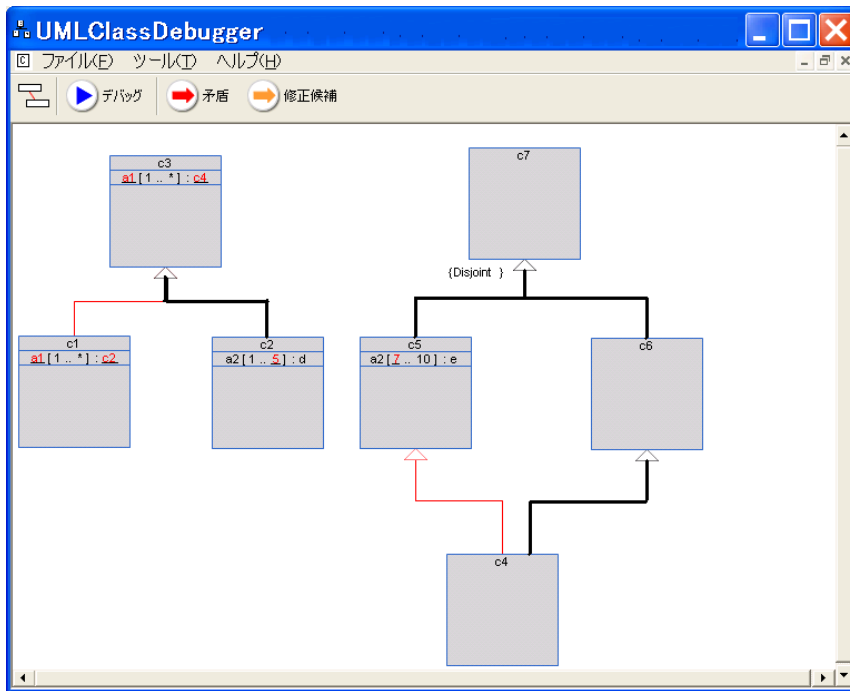 UMLClassDebugger
ファイル(F) ツール(T) ヘルプ(H)
デバッグ 矛盾 修正候補
c3
a1[1 .. *] : c4
c7
{Disjoint }
c1
a1[1 .. *] : c2
c2
a2[1 .. 5] : d
c5
a2[7 .. 10] : e
c6
c4